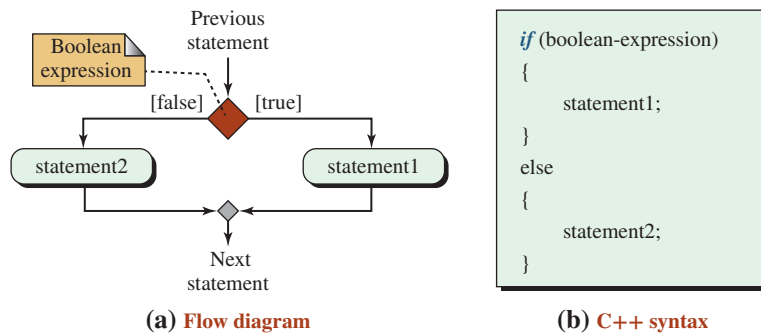 Boolean
expression
Previous
statement
[false]
[true]
statement2
statement1
Next
statement
(a) Flow diagram
if (boolean-expression)
{
statement1;
}
else
{
statement2;
}
(b) C++ syntax